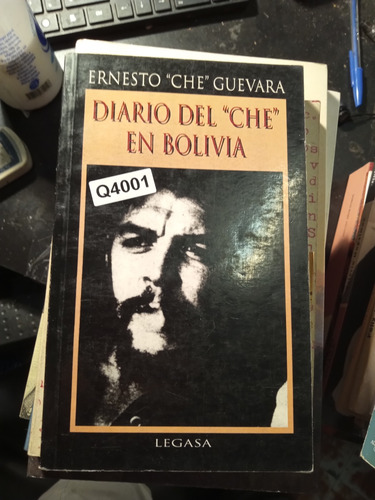 ERNESTO "CHE" GUEVARA
DIARIO DEL "CHE"
EN BOLIVIA
Q4001
LEGASA